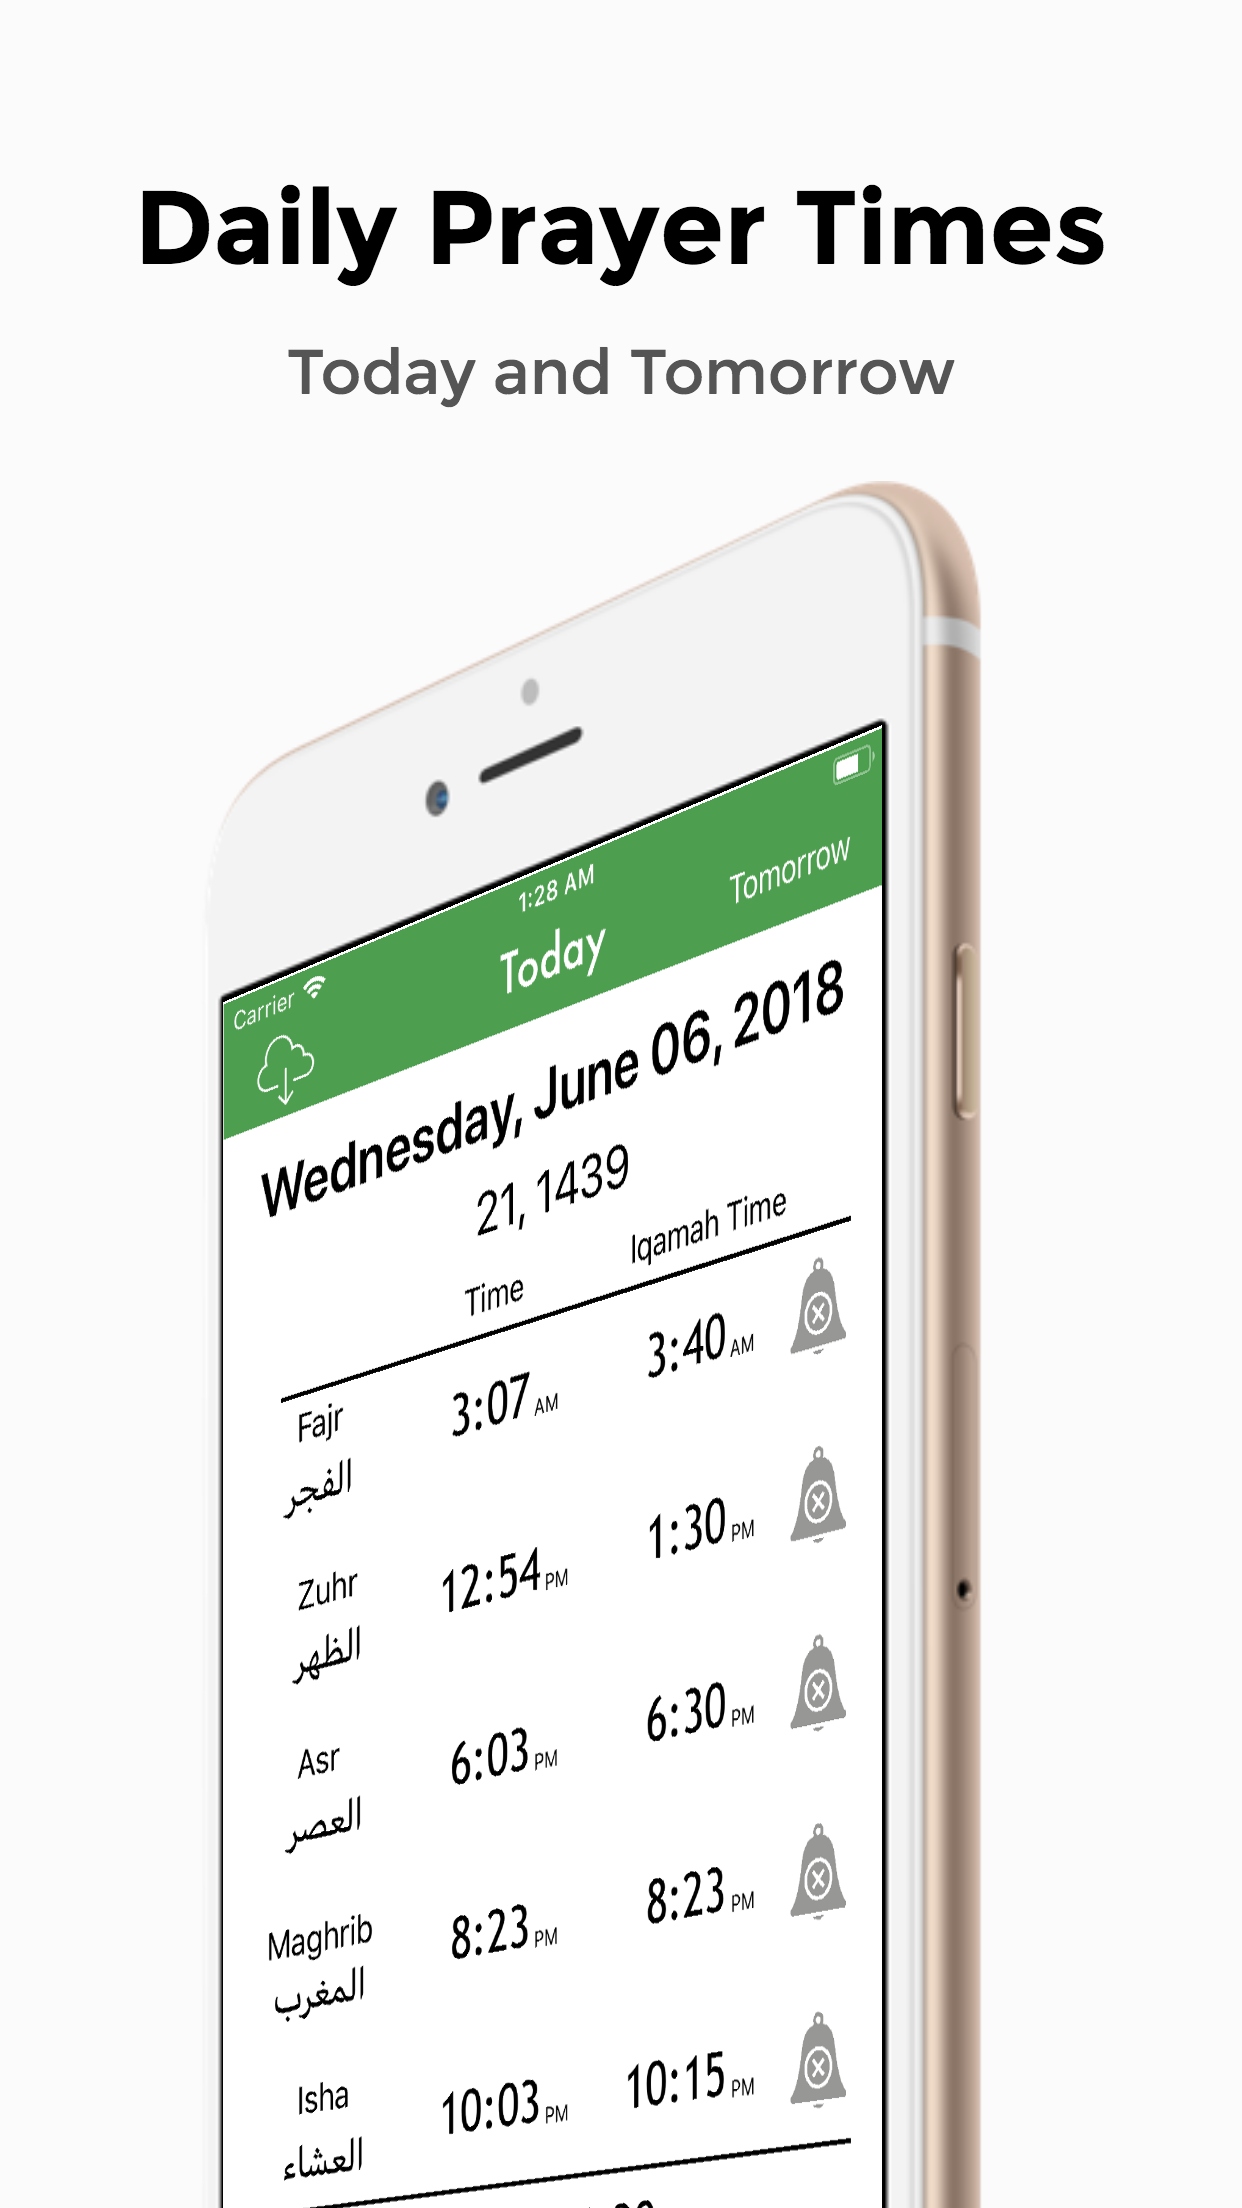 Daily Prayer Times
Today and Tomorrow
Carrier 1:28 AM
Today Tomorrow
Wednesday, June 06, 2018
21, 1439
Time Iqamah Time
Fajr 3:07 AM 3:40 AM
الفجر
Zuhr 12:54 PM 1:30 PM
الظهر
Asr 6:03 PM 6:30 PM
العصر
Maghrib 8:23 PM 8:23 PM
المغرب
Isha 10:03 PM 10:15 PM
العشاء